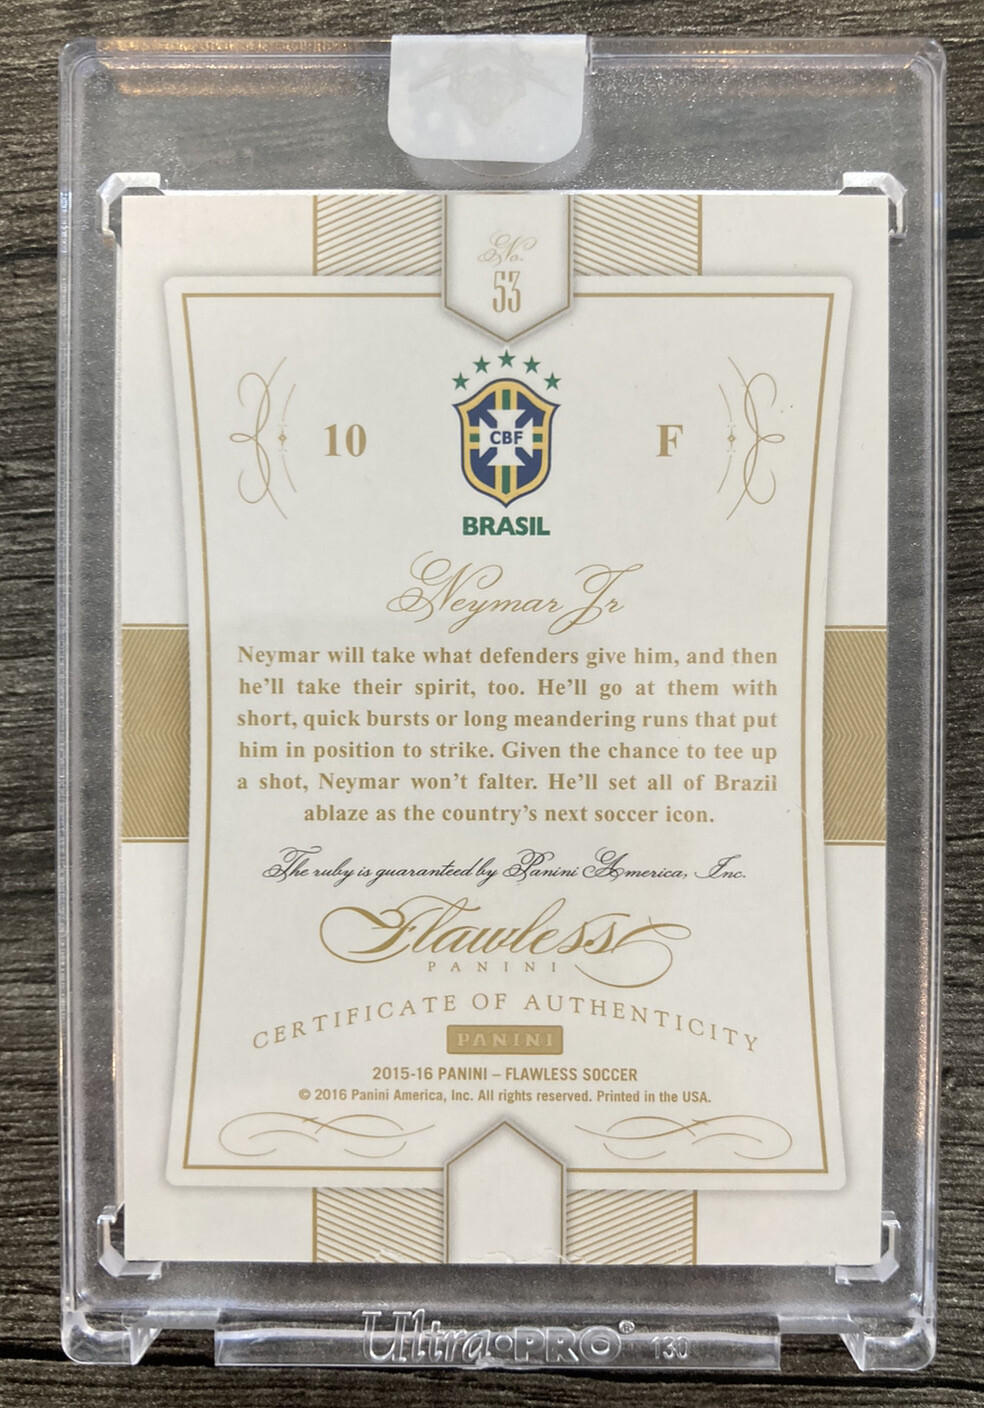 No.
53
10
F
CBF
BRASIL
Neymar Jr
Neymar will take what defenders give him, and then
he’ll take their spirit, too. He’ll go at them with
short, quick bursts or long meandering runs that put
him in position to strike. Given the chance to tee up
a shot, Neymar won’t falter. He’ll set all of Brazil
ablaze as the country’s next soccer icon.
The ruby is guaranteed by Panini America, Inc.
Flawless
PANINI
CERTIFICATE OF AUTHENTICITY
PANINI
2015-16 PANINI – FLAWLESS SOCCER
© 2016 Panini America, Inc. All rights reserved. Printed in the USA.
Ultra·PRO® 130